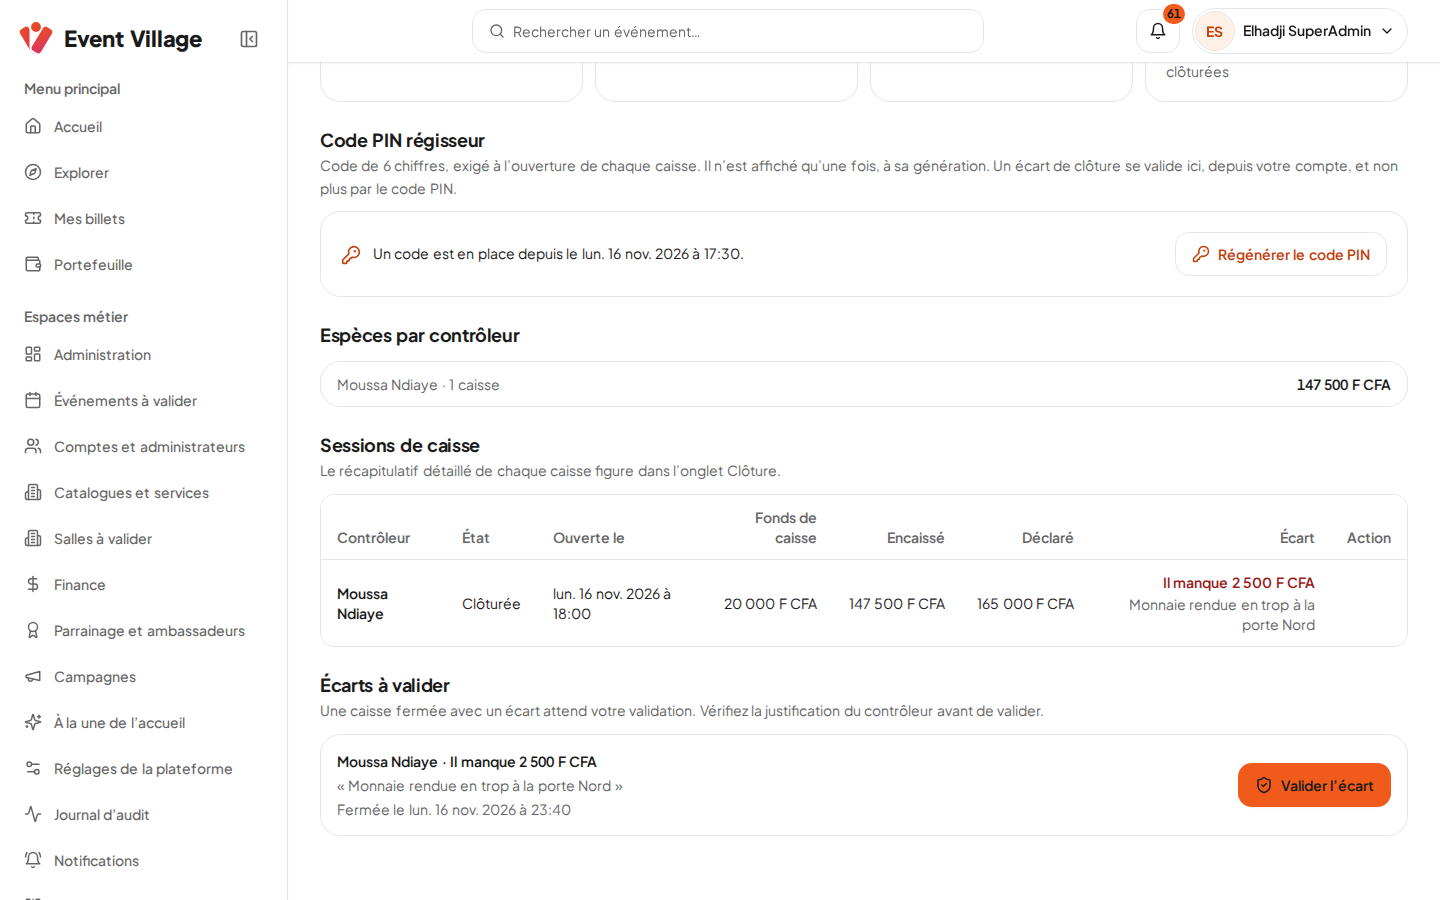 Event Village
Menu principal
Accueil
Explorer
Mes billets
Portefeuille
Espaces métier
Administration
Événements à valider
Comptes et administrateurs
Catalogues et services
Salles à valider
Finance
Parrainage et ambassadeurs
Campagnes
À la une de l'accueil
Réglages de la plateforme
Journal d'audit
Notifications
Rechercher un événement...
61
ES
Elhadji SuperAdmin
clôturées
Code PIN régisseur
Code de 6 chiffres, exigé à l'ouverture de chaque caisse. Il n'est affiché qu'une fois, à sa génération. Un écart de clôture se valide ici, depuis votre compte, et non
plus par le code PIN.
Un code est en place depuis le lun. 16 nov. 2026 à 17:30.
Régénérer le code PIN
Espèces par contrôleur
Moussa Ndiaye · 1 caisse
147 500 F CFA
Sessions de caisse
Le récapitulatif détaillé de chaque caisse figure dans l'onglet Clôture.
Contrôleur
État
Ouverte le
Fonds de
caisse
Encaissé
Déclaré
Écart
Action
Moussa
Ndiaye
Clôturée
lun. 16 nov. 2026 à
18:00
20 000 F CFA
147 500 F CFA
165 000 F CFA
Il manque 2 500 F CFA
Monnaie rendue en trop à la
porte Nord
Écarts à valider
Une caisse fermée avec un écart attend votre validation. Vérifiez la justification du contrôleur avant de valider.
Moussa Ndiaye · Il manque 2 500 F CFA
« Monnaie rendue en trop à la porte Nord »
Fermée le lun. 16 nov. 2026 à 23:40
Valider l'écart